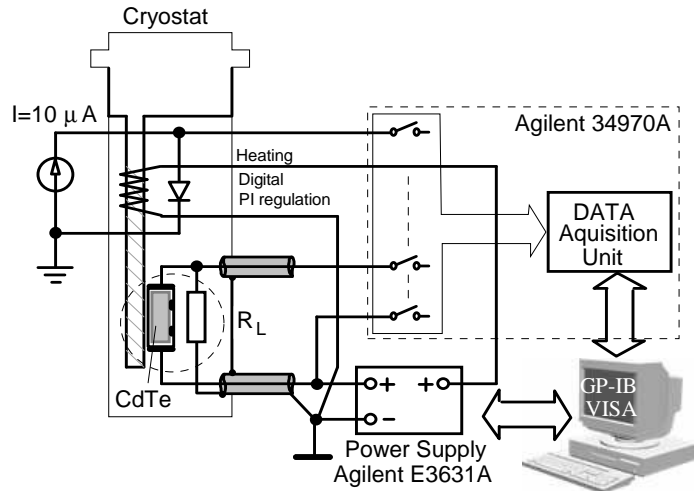 Cryostat
I=10 μ A
Agilent 34970A
Heating
Digital
PI regulation
DATA
Aquisition
Unit
R_L
CdTe
+ +
−
GP-IB
VISA
Power Supply
Agilent E3631A